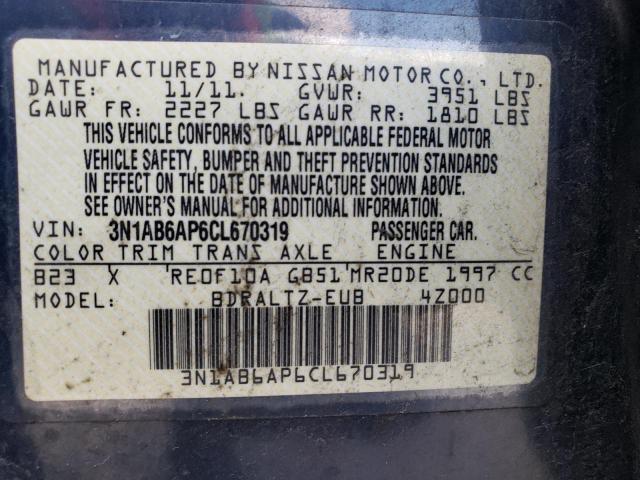 MANUFACTURED BY NISSAN MOTOR CO., LTD.
DATE: 11/11. GVWR: 3951 LBS
GAWR FR: 2227 LBS GAWR RR: 1810 LBS
THIS VEHICLE CONFORMS TO ALL APPLICABLE FEDERAL MOTOR
VEHICLE SAFETY, BUMPER AND THEFT PREVENTION STANDARDS
IN EFFECT ON THE DATE OF MANUFACTURE SHOWN ABOVE.
SEE OWNER'S MANUAL FOR ADDITIONAL INFORMATION.
VIN: 3N1AB6AP6CL670319 PASSENGER CAR.
COLOR TRIM TRANS AXLE ENGINE
B23 X RE0F10A GB51 MR20DE 1997 CC
MODEL: BDRALTZ-EUB 4Z000
3N1AB6AP6CL670319